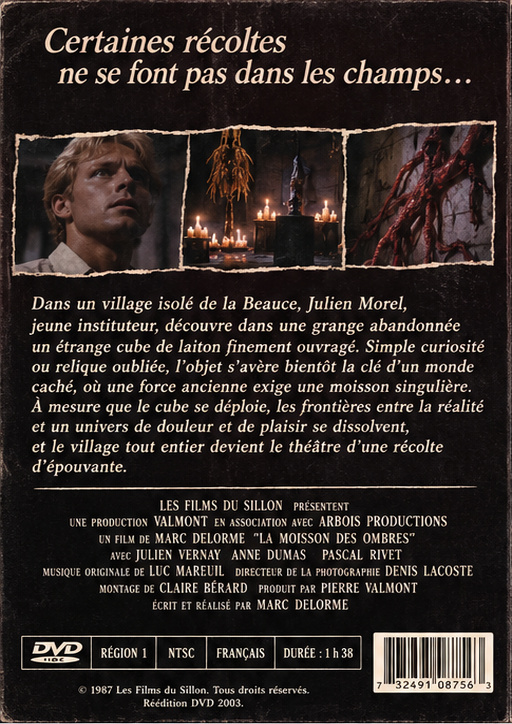 Certaines récoltes
ne se font pas dans les champs...
Dans un village isolé de la Beauce, Julien Morel,
jeune instituteur, découvre dans une grange abandonnée
un étrange cube de laiton finement ouvragé. Simple curiosité
ou relique oubliée, l’objet s’avère bientôt la clé d’un monde
caché, où une force ancienne exige une moisson singulière.
À mesure que le cube se déploie, les frontières entre la réalité
et un univers de douleur et de plaisir se dissolvent,
et le village tout entier devient le théâtre d’une récolte
d’épouvante.
LES FILMS DU SILLON PRÉSENTENT
UNE PRODUCTION VALMONT EN ASSOCIATION AVEC ARBOIS PRODUCTIONS
UN FILM DE MARC DELORME "LA MOISSON DES OMBRES"
AVEC JULIEN VERNAY ANNE DUMAS PASCAL RIVET
MUSIQUE ORIGINALE DE LUC MAREUIL DIRECTEUR DE LA PHOTOGRAPHIE DENIS LACOSTE
MONTAGE DE CLAIRE BÉRARD PRODUIT PAR PIERRE VALMONT
ÉCRIT ET RÉALISÉ PAR MARC DELORME
DVD RÉGION 1 NTSC FRANÇAIS DURÉE : 1 h 38
7 32491 08756 3
© 1987 Les Films du Sillon. Tous droits réservés.
Réédition DVD 2003.